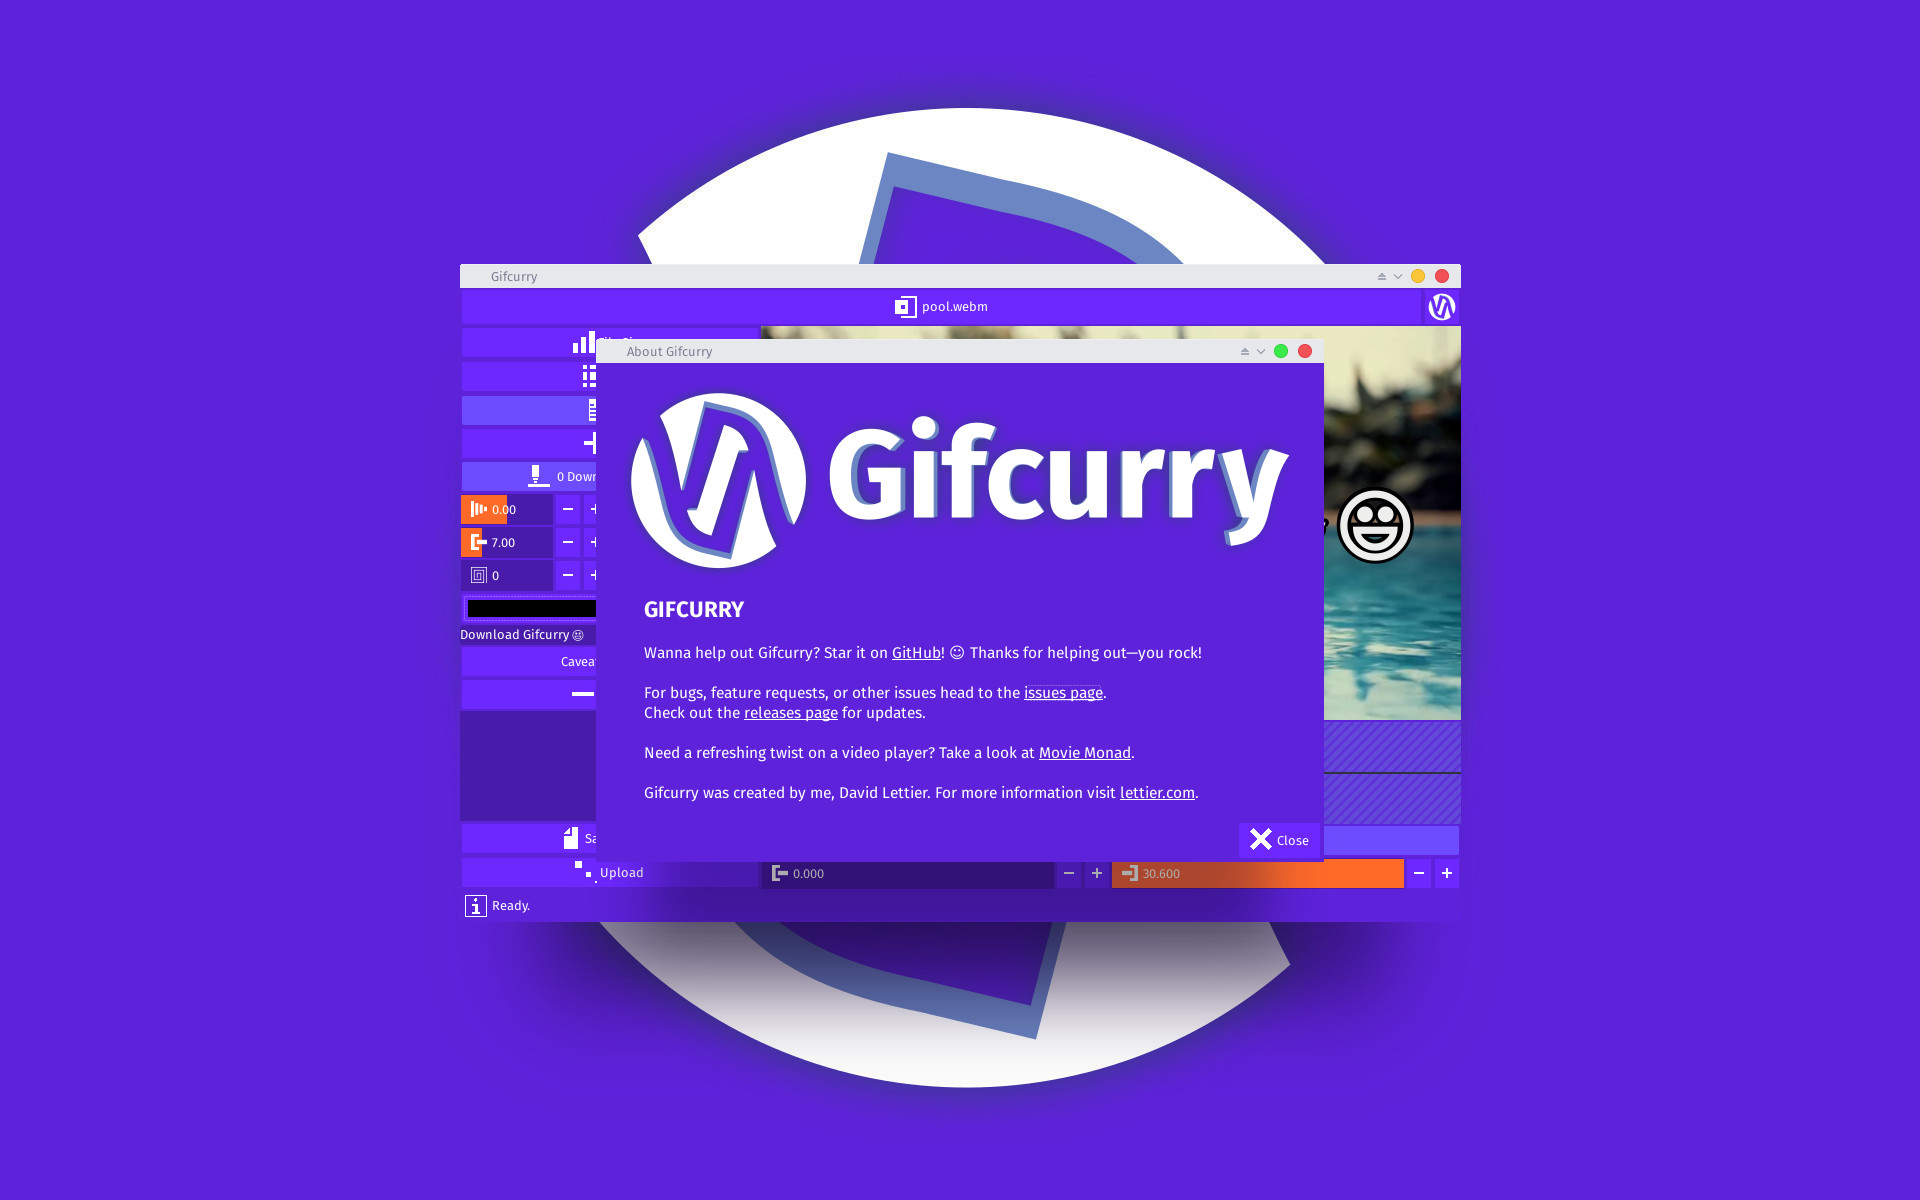 Gifcurry
pool.webm
About Gifcurry
Gifcurry
0 Down
0.00
7.00
0
Download Gifcurry 😆
GIFCURRY
Wanna help out Gifcurry? Star it on GitHub! ☺ Thanks for helping out—you rock!
For bugs, feature requests, or other issues head to the issues page.
Check out the releases page for updates.
Need a refreshing twist on a video player? Take a look at Movie Monad.
Gifcurry was created by me, David Lettier. For more information visit lettier.com.
Close
Upload
0.000
30.600
Ready.